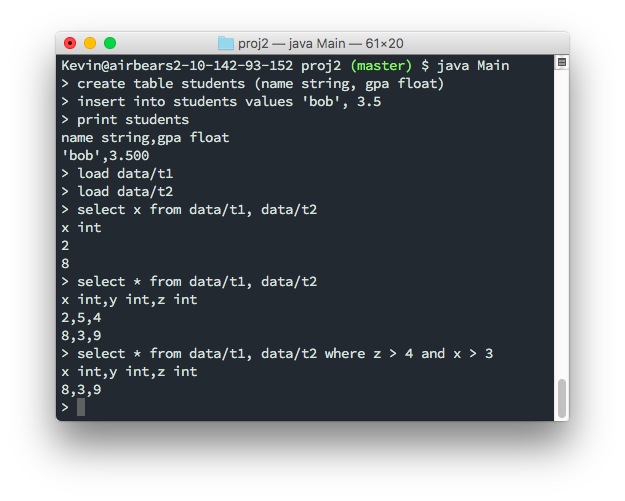 proj2 — java Main — 61×20
Kevin@airbears2-10-142-93-152 proj2 (master) $ java Main
> create table students (name string, gpa float)
> insert into students values 'bob', 3.5
> print students
name string,gpa float
'bob',3.500
> load data/t1
> load data/t2
> select x from data/t1, data/t2
x int
2
8
> select * from data/t1, data/t2
x int,y int,z int
2,5,4
8,3,9
> select * from data/t1, data/t2 where z > 4 and x > 3
x int,y int,z int
8,3,9
>